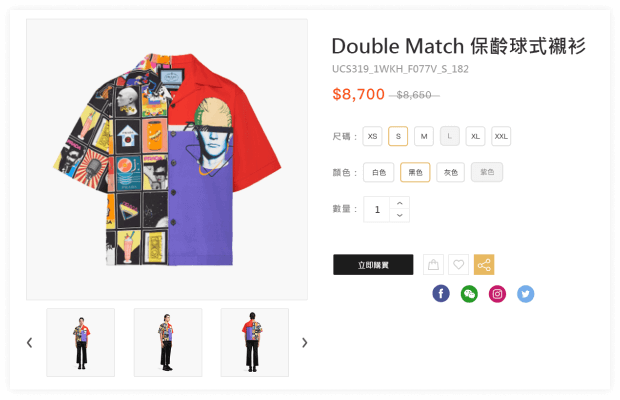 Double Match 保齡球式襯衫
UCS319_1WKH_F077V_S_182
$8,700 $8,650
尺碼： XS S M L XL XXL
顏色： 白色 黑色 灰色 紫色
數量： 1
立即購買